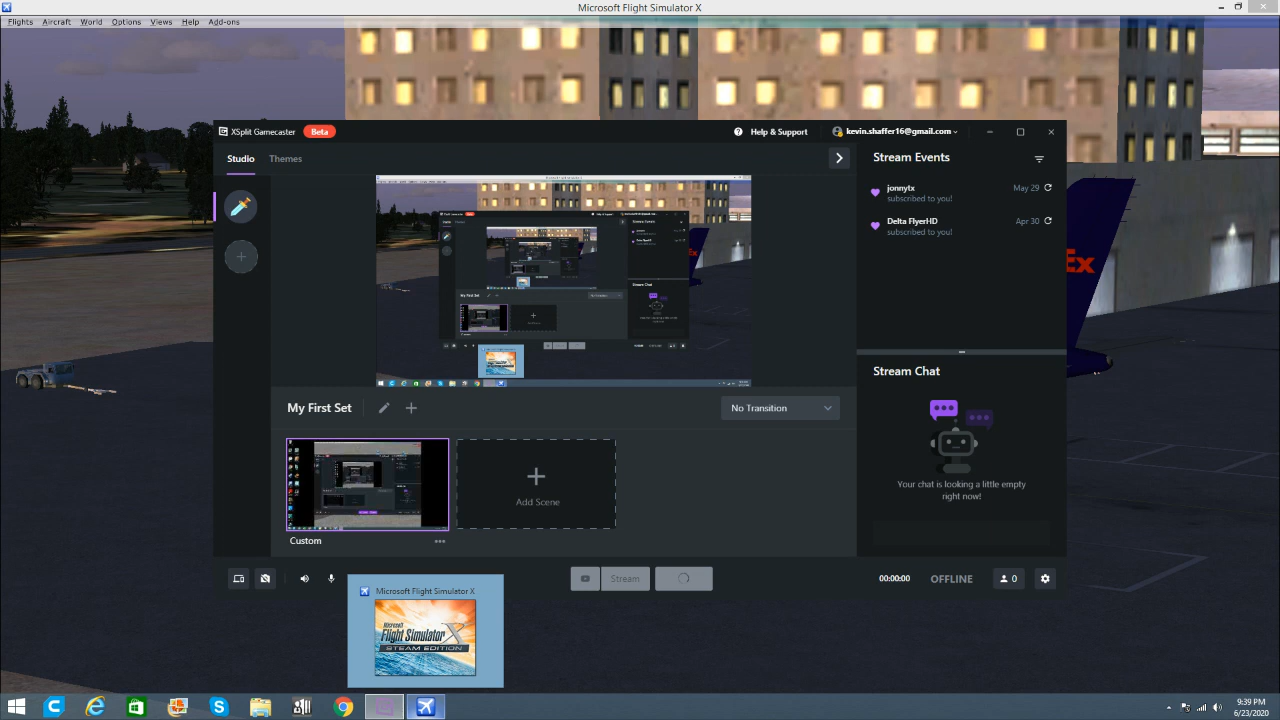 Microsoft Flight Simulator X
Flights Aircraft World Options Views Help Add-ons
XSplit Gamecaster Beta
Help & Support
kevin.shaffer16@gmail.com
Studio Themes
Stream Events
jonnytx May 29
subscribed to you!
Delta FlyerHD Apr 30
subscribed to you!
Ex
My First Set
No Transition
Stream Chat
Your chat is looking a little empty
right now!
Add Scene
Custom
Stream
00:00:00 OFFLINE 0
Microsoft Flight Simulator X
Microsoft
Flight Simulator X
STEAM EDITION
9:39 PM
6/23/2020